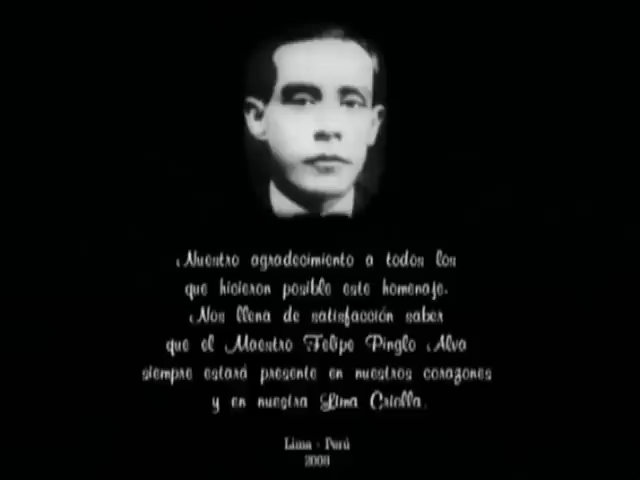 Nuestro agradecimiento a todos los
que hicieron posible este homenaje.
Nos llena de satisfacción saber
que el Maestro Felipe Pinglo Alva
siempre estará presente en nuestros corazones
y en nuestra Lima Criolla.
Lima - Perú
2008